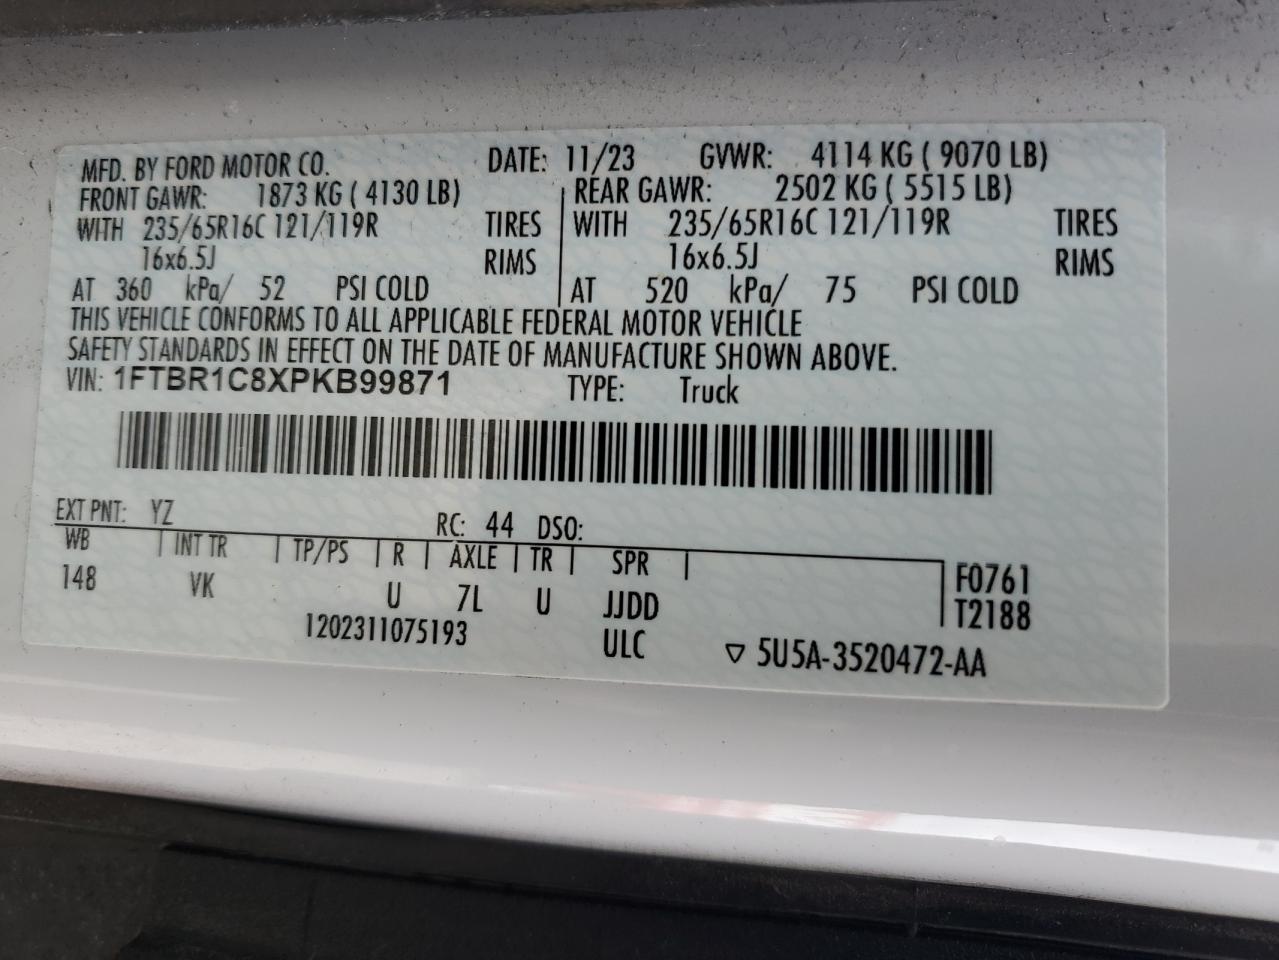 MFD. BY FORD MOTOR CO. DATE: 11/23 GVWR: 4114 KG ( 9070 LB)
FRONT GAWR: 1873 KG ( 4130 LB) REAR GAWR: 2502 KG ( 5515 LB)
WITH 235/65R16C 121/119R TIRES WITH 235/65R16C 121/119R TIRES
16x6.5J RIMS 16x6.5J RIMS
AT 360 kPa/ 52 PSI COLD AT 520 kPa/ 75 PSI COLD
THIS VEHICLE CONFORMS TO ALL APPLICABLE FEDERAL MOTOR VEHICLE
SAFETY STANDARDS IN EFFECT ON THE DATE OF MANUFACTURE SHOWN ABOVE.
VIN: 1FTBR1C8XPKB99871 TYPE: Truck
EXT PNT: YZ RC: 44 DSO:
WB INT TR TP/PS R AXLE TR SPR F0761
148 VK U 7L U JJDD T2188
1202311075193 ULC ▽ 5U5A-3520472-AA